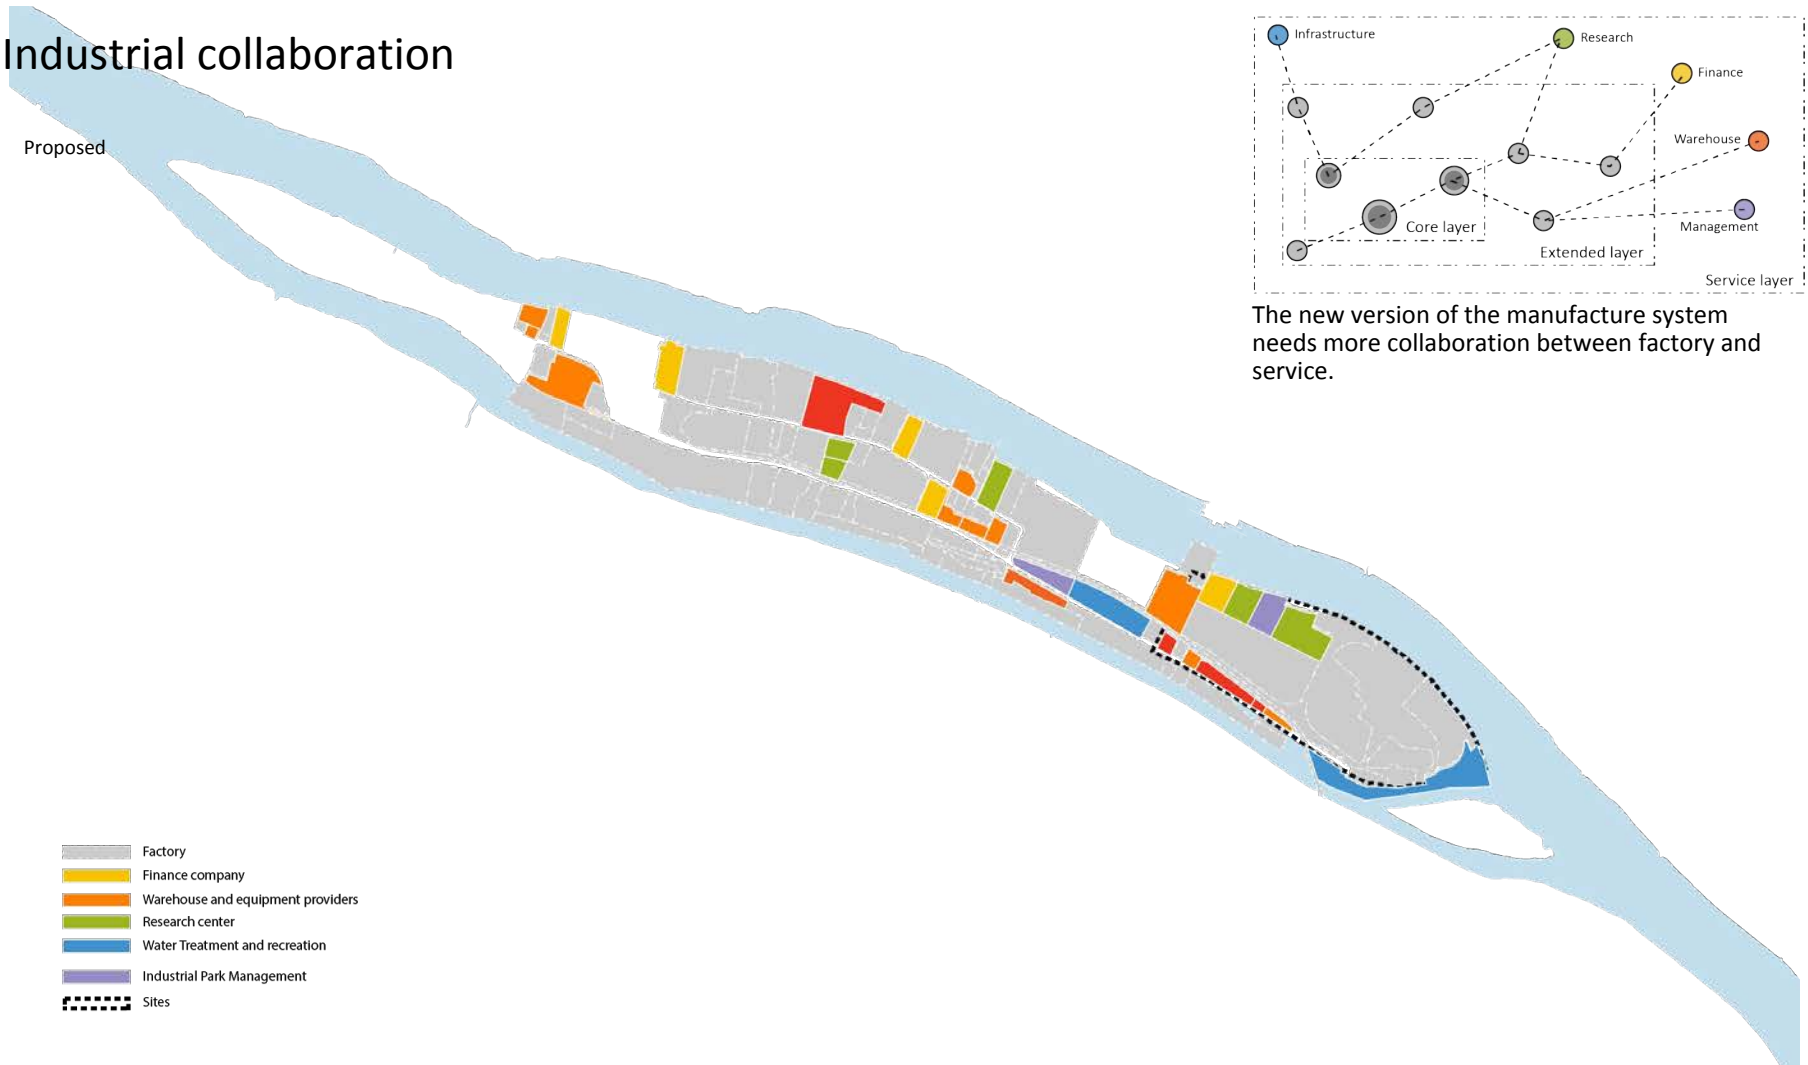 Industrial collaboration
Proposed
Infrastructure
Research
Finance
Warehouse
Management
Core layer
Extended layer
Service layer
The new version of the manufacture system
needs more collaboration between factory and
service.
Factory
Finance company
Warehouse and equipment providers
Research center
Water Treatment and recreation
Industrial Park Management
Sites